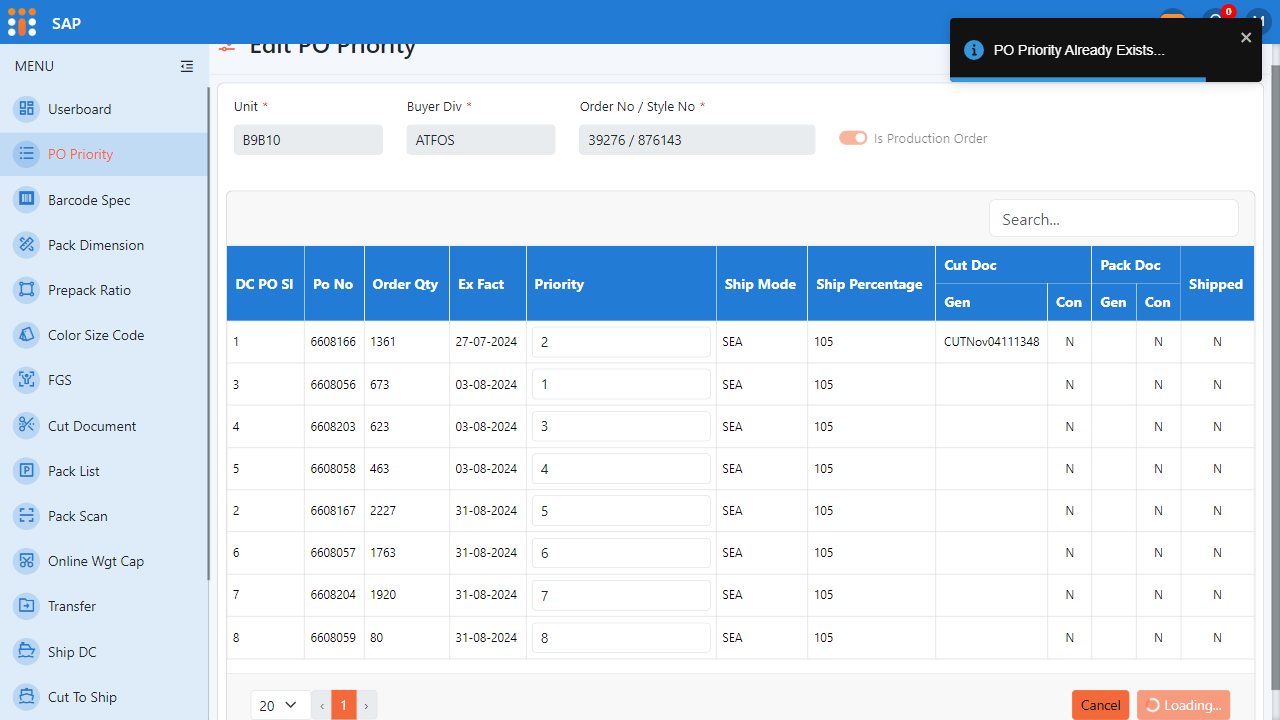 SAP
0
PO Priority Already Exists...
MENU
Userboard
PO Priority
Barcode Spec
Pack Dimension
Prepack Ratio
Color Size Code
FGS
Cut Document
Pack List
Pack Scan
Online Wgt Cap
Transfer
Ship DC
Cut To Ship
Edit PO Priority
Unit * Buyer Div * Order No / Style No *
B9B10 ATFOS 39276 / 876143 Is Production Order
Search...
DC PO Sl Po No Order Qty Ex Fact Priority Ship Mode Ship Percentage Cut Doc Pack Doc Shipped
Gen Con Gen Con
1 6608166 1361 27-07-2024 2 SEA 105 CUTNov04111348 N N N
3 6608056 673 03-08-2024 1 SEA 105 N N N
4 6608203 623 03-08-2024 3 SEA 105 N N N
5 6608058 463 03-08-2024 4 SEA 105 N N N
2 6608167 2227 31-08-2024 5 SEA 105 N N N
6 6608057 1763 31-08-2024 6 SEA 105 N N N
7 6608204 1920 31-08-2024 7 SEA 105 N N N
8 6608059 80 31-08-2024 8 SEA 105 N N N
20 ‹ 1 › Cancel Loading...